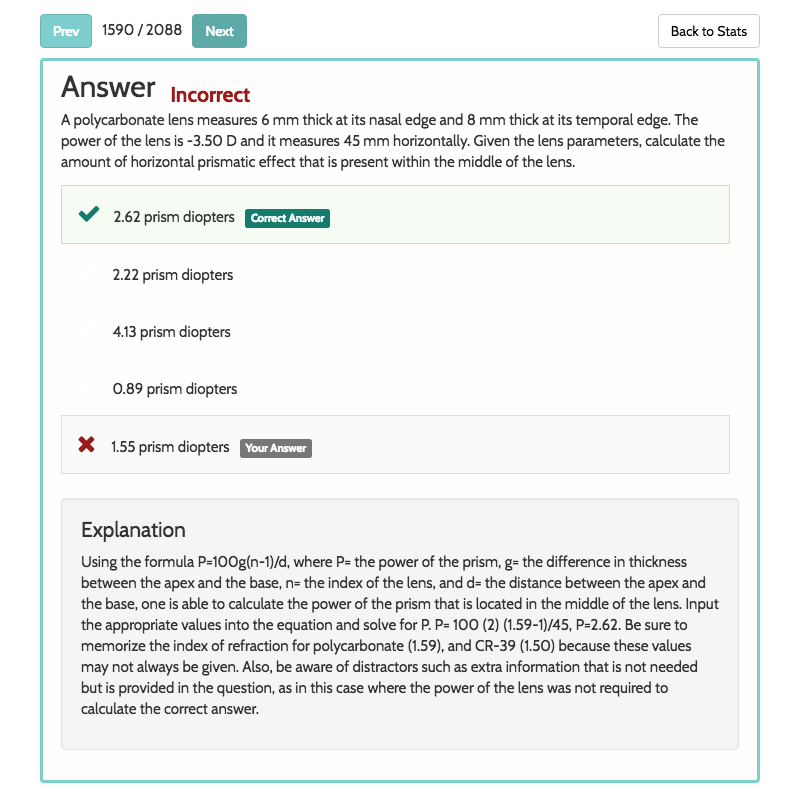 Prev 1590 / 2088 Next Back to Stats
Answer Incorrect
A polycarbonate lens measures 6 mm thick at its nasal edge and 8 mm thick at its temporal edge. The
power of the lens is -3.50 D and it measures 45 mm horizontally. Given the lens parameters, calculate the
amount of horizontal prismatic effect that is present within the middle of the lens.
2.62 prism diopters Correct Answer
2.22 prism diopters
4.13 prism diopters
0.89 prism diopters
1.55 prism diopters Your Answer
Explanation
Using the formula P=100g(n-1)/d, where P= the power of the prism, g= the difference in thickness
between the apex and the base, n= the index of the lens, and d= the distance between the apex and
the base, one is able to calculate the power of the prism that is located in the middle of the lens. Input
the appropriate values into the equation and solve for P. P= 100 (2) (1.59-1)/45, P=2.62. Be sure to
memorize the index of refraction for polycarbonate (1.59), and CR-39 (1.50) because these values
may not always be given. Also, be aware of distractors such as extra information that is not needed
but is provided in the question, as in this case where the power of the lens was not required to
calculate the correct answer.